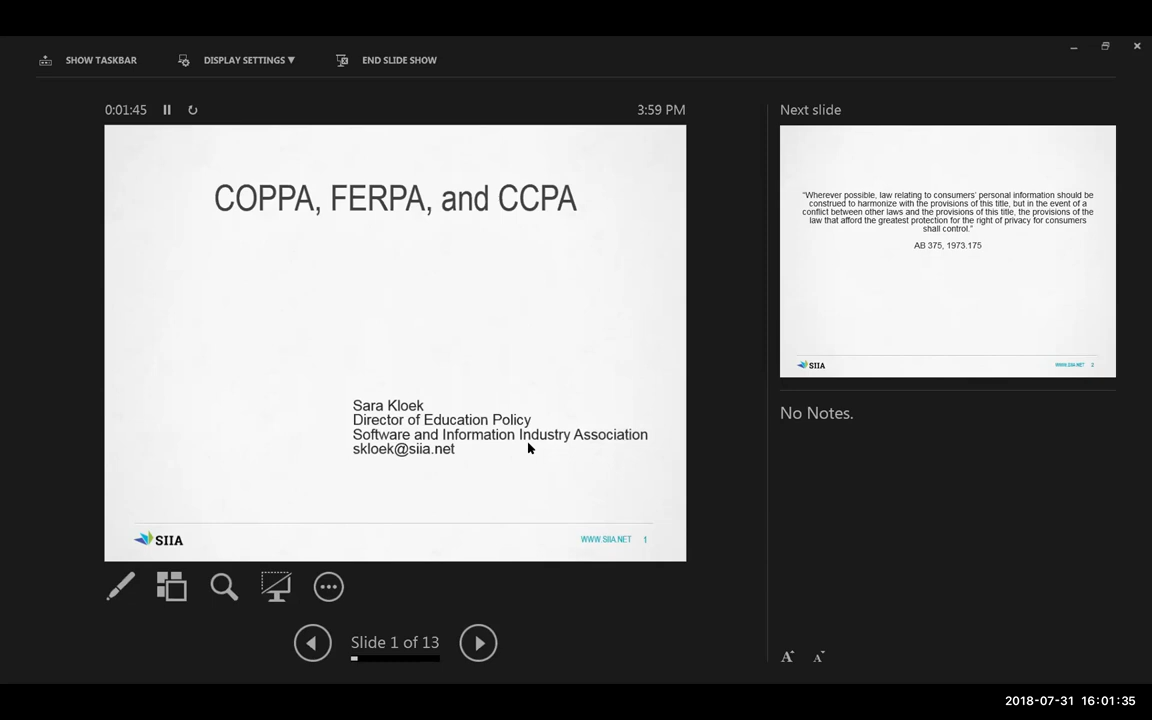 SHOW TASKBAR
DISPLAY SETTINGS ▼
END SLIDE SHOW
0:01:45
3:59 PM
COPPA, FERPA, and CCPA
Sara Kloek
Director of Education Policy
Software and Information Industry Association
skloek@siia.net
SIIA
WWW.SIIA.NET 1
Slide 1 of 13
Next slide
“Wherever possible, law relating to consumers’ personal information should be
construed to harmonize with the provisions of this title, but in the event of a
conflict between other laws and the provisions of this title, the provisions of the
law that afford the greatest protection for the right of privacy for consumers
shall control.”
AB 375, 1973.175
SIIA
WWW.SIIA.NET 2
No Notes.
A A
2018-07-31 16:01:35